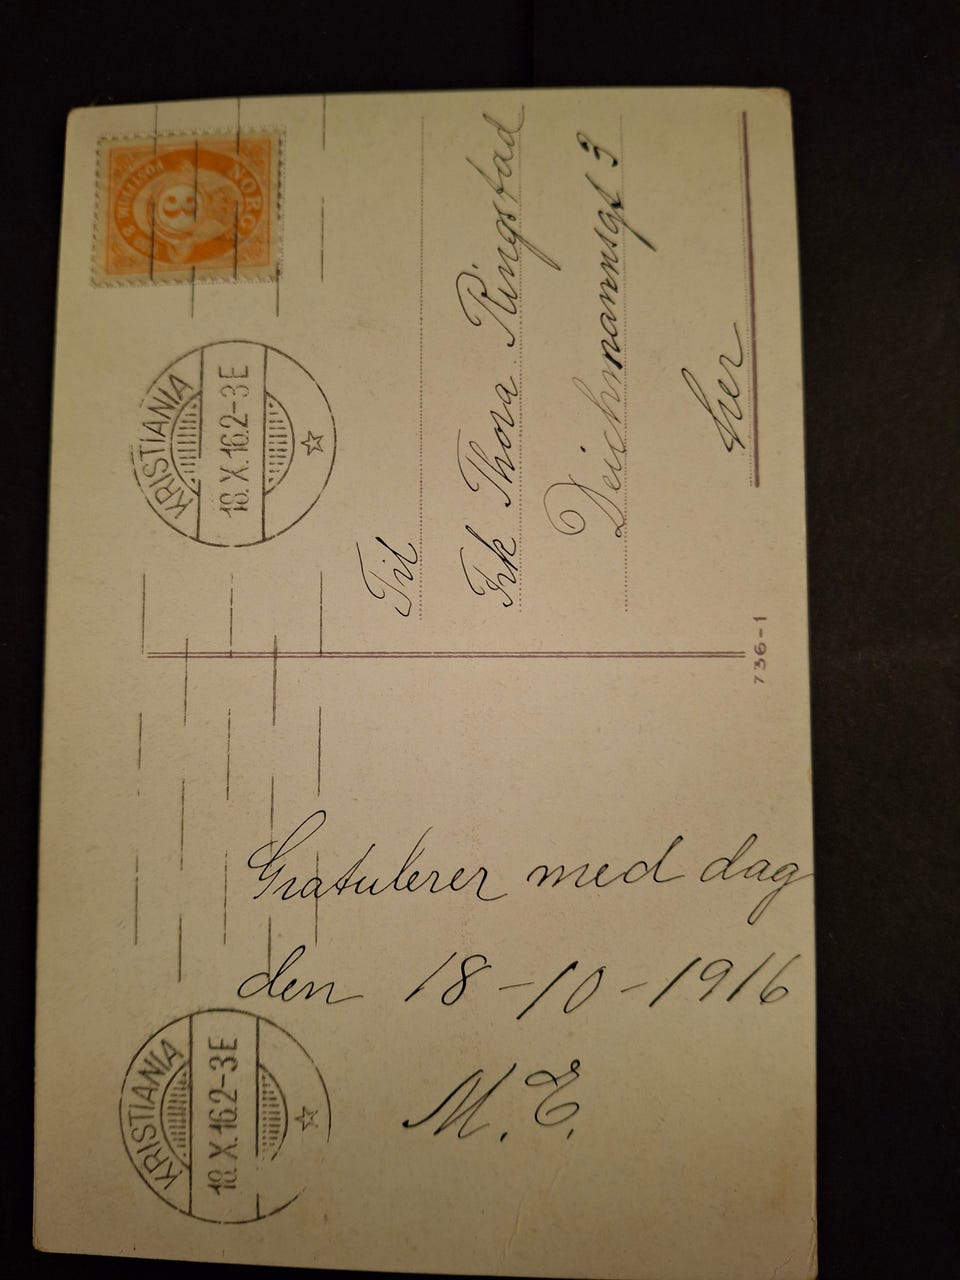 NORGE
POSTFRIM.
3
KRISTIANIA
18.X.16.2-3E
Til
Frk Thora Ringstad
Deichmannsgt 3
her
736-1
Gratulerer med dag
den 18-10-1916
M.E.
KRISTIANIA
18.X.16.2-3E